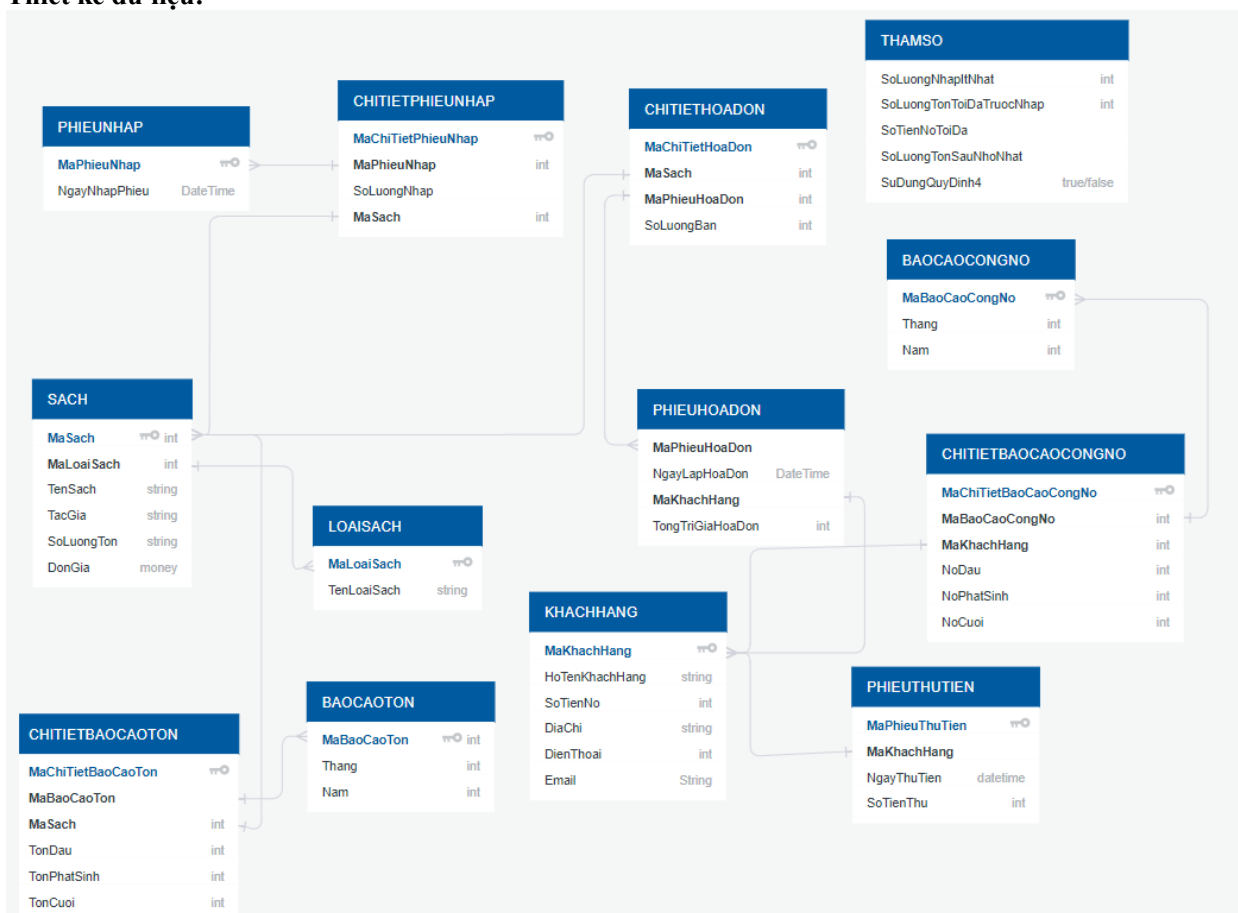 Thiết kế dữ liệu:
THAMSO
SoLuongNhapItNhat int
SoLuongTonToiDaTruocNhap int
SoTienNoToiDa
SoLuongTonSauNhoNhat
SuDungQuyDinh4 true/false
CHITIETPHIEUNHAP
MaChiTietPhieuNhap
MaPhieuNhap int
SoLuongNhap
MaSach int
CHITIETHOADON
MaChiTietHoaDon
MaSach int
MaPhieuHoaDon int
SoLuongBan int
PHIEUNHAP
MaPhieuNhap
NgayNhapPhieu DateTime
BAOCAOCONGNO
MaBaoCaoCongNo
Thang int
Nam int
SACH
MaSach int
MaLoaiSach int
TenSach string
TacGia string
SoLuongTon string
DonGia money
PHIEUHOADON
MaPhieuHoaDon
NgayLapHoaDon DateTime
MaKhachHang
TongTriGiaHoaDon int
CHITIETBAOCAOCONGNO
MaChiTietBaoCaoCongNo
MaBaoCaoCongNo int
MaKhachHang int
NoDau int
NoPhatSinh int
NoCuoi int
LOAISACH
MaLoaiSach
TenLoaiSach string
KHACHHANG
MaKhachHang
HoTenKhachHang string
SoTienNo int
DiaChi string
DienThoai int
Email String
PHIEUTHUTIEN
MaPhieuThuTien
MaKhachHang
NgayThuTien datetime
SoTienThu int
BAOCAOTON
MaBaoCaoTon int
Thang int
Nam int
CHITIETBAOCAOTON
MaChiTietBaoCaoTon
MaBaoCaoTon
MaSach int
TonDau int
TonPhatSinh int
TonCuoi int